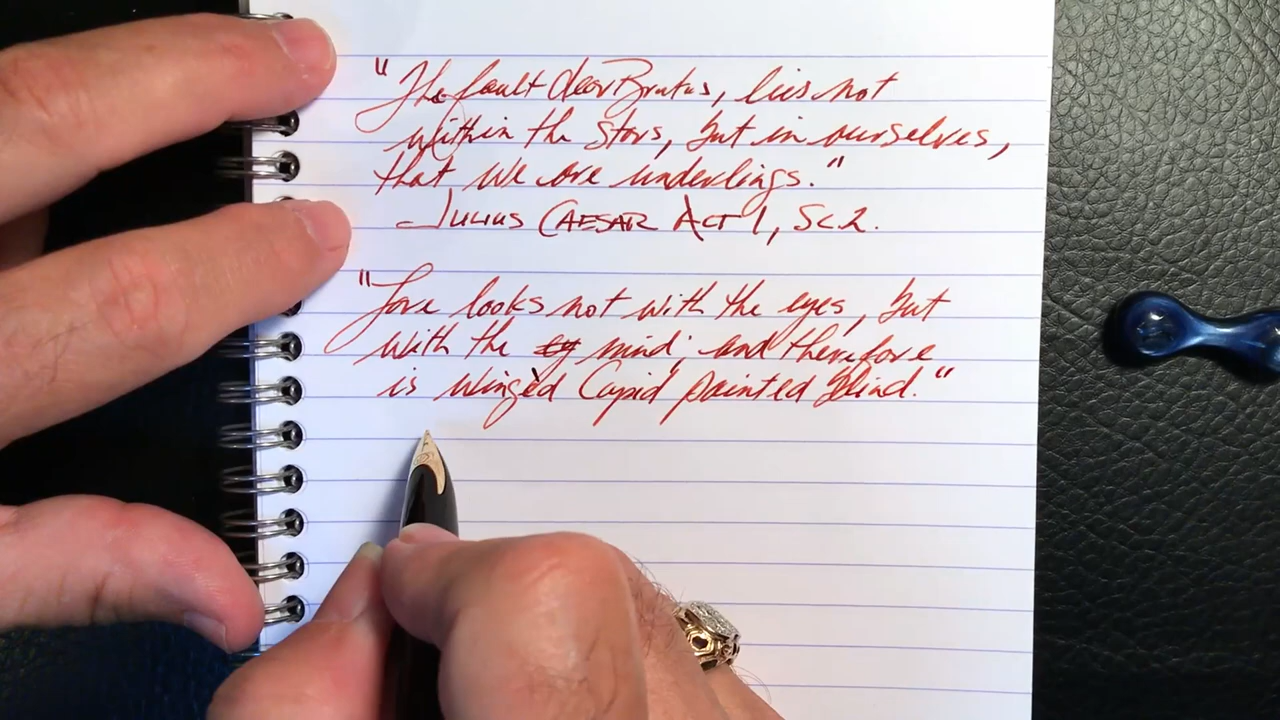 "The fault dear Brutus, lies not
within the stars, but in ourselves,
that we are underlings."
- Julius Caesar Act 1, Sc 2.
"Love looks not with the eyes, but
with the mind; and therefore
is wingèd Cupid painted blind."